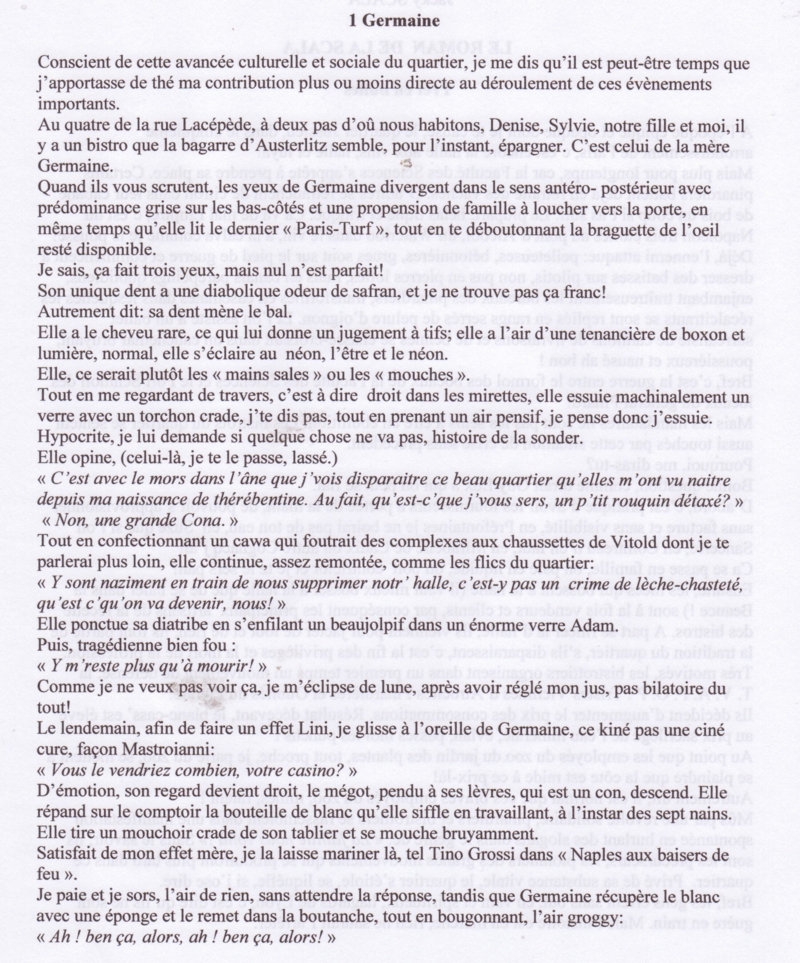 1 Germaine
Conscient de cette avancée culturelle et sociale du quartier, je me dis qu'il est peut-être temps que
j'apportasse de thé ma contribution plus ou moins directe au déroulement de ces évènements
importants.
Au quatre de la rue Lacépède, à deux pas d'où nous habitons, Denise, Sylvie, notre fille et moi, il
y a un bistro que la bagarre d'Austerlitz semble, pour l'instant, épargner. C'est celui de la mère
Germaine.
Quand ils vous scrutent, les yeux de Germaine divergent dans le sens antéro- postérieur avec
prédominance grise sur les bas-côtés et une propension de famille à loucher vers la porte, en
même temps qu'elle lit le dernier « Paris-Turf », tout en te déboutonnant la braguette de l'oeil
resté disponible.
Je sais, ça fait trois yeux, mais nul n'est parfait!
Son unique dent a une diabolique odeur de safran, et je ne trouve pas ça franc!
Autrement dit: sa dent mène le bal.
Elle a le cheveu rare, ce qui lui donne un jugement à tifs; elle a l'air d'une tenancière de boxon et
lumière, normal, elle s'éclaire au néon, l'être et le néon.
Elle, ce serait plutôt les « mains sales » ou les « mouches ».
Tout en me regardant de travers, c'est à dire droit dans les mirettes, elle essuie machinalement un
verre avec un torchon crade, j'te dis pas, tout en prenant un air pensif, je pense donc j'essuie.
Hypocrite, je lui demande si quelque chose ne va pas, histoire de la sonder.
Elle opine, (celui-là, je te le passe, lassé.)
« C'est avec le mors dans l'âne que j'vois disparaitre ce beau quartier qu'elles m'ont vu naitre
depuis ma naissance de thérébentine. Au fait, qu'est-c'que j'vous sers, un p'tit rouquin détaxé? »
« Non, une grande Cona. »
Tout en confectionnant un cawa qui foutrait des complexes aux chaussettes de Vitold dont je te
parlerai plus loin, elle continue, assez remontée, comme les flics du quartier:
« Y sont naziment en train de nous supprimer notr' halle, c'est-y pas un crime de lèche-chasteté,
qu'est c'qu'on va devenir, nous! »
Elle ponctue sa diatribe en s'enfilant un beaujolpif dans un énorme verre Adam.
Puis, tragédienne bien fou :
« Y m'reste plus qu'à mourir! »
Comme je ne veux pas voir ça, je m'éclipse de lune, après avoir réglé mon jus, pas bilatoire du
tout!
Le lendemain, afin de faire un effet Lini, je glisse à l'oreille de Germaine, ce kiné pas une ciné
cure, façon Mastroianni:
« Vous le vendriez combien, votre casino? »
D'émotion, son regard devient droit, le mégot, pendu à ses lèvres, qui est un con, descend. Elle
répand sur le comptoir la bouteille de blanc qu'elle siffle en travaillant, à l'instar des sept nains.
Elle tire un mouchoir crade de son tablier et se mouche bruyamment.
Satisfait de mon effet mère, je la laisse mariner là, tel Tino Grossi dans « Naples aux baisers de
feu ».
Je paie et je sors, l'air de rien, sans attendre la réponse, tandis que Germaine récupère le blanc
avec une éponge et le remet dans la boutanche, tout en bougonnant, l'air groggy:
« Ah ! ben ça, alors, ah ! ben ça, alors! »